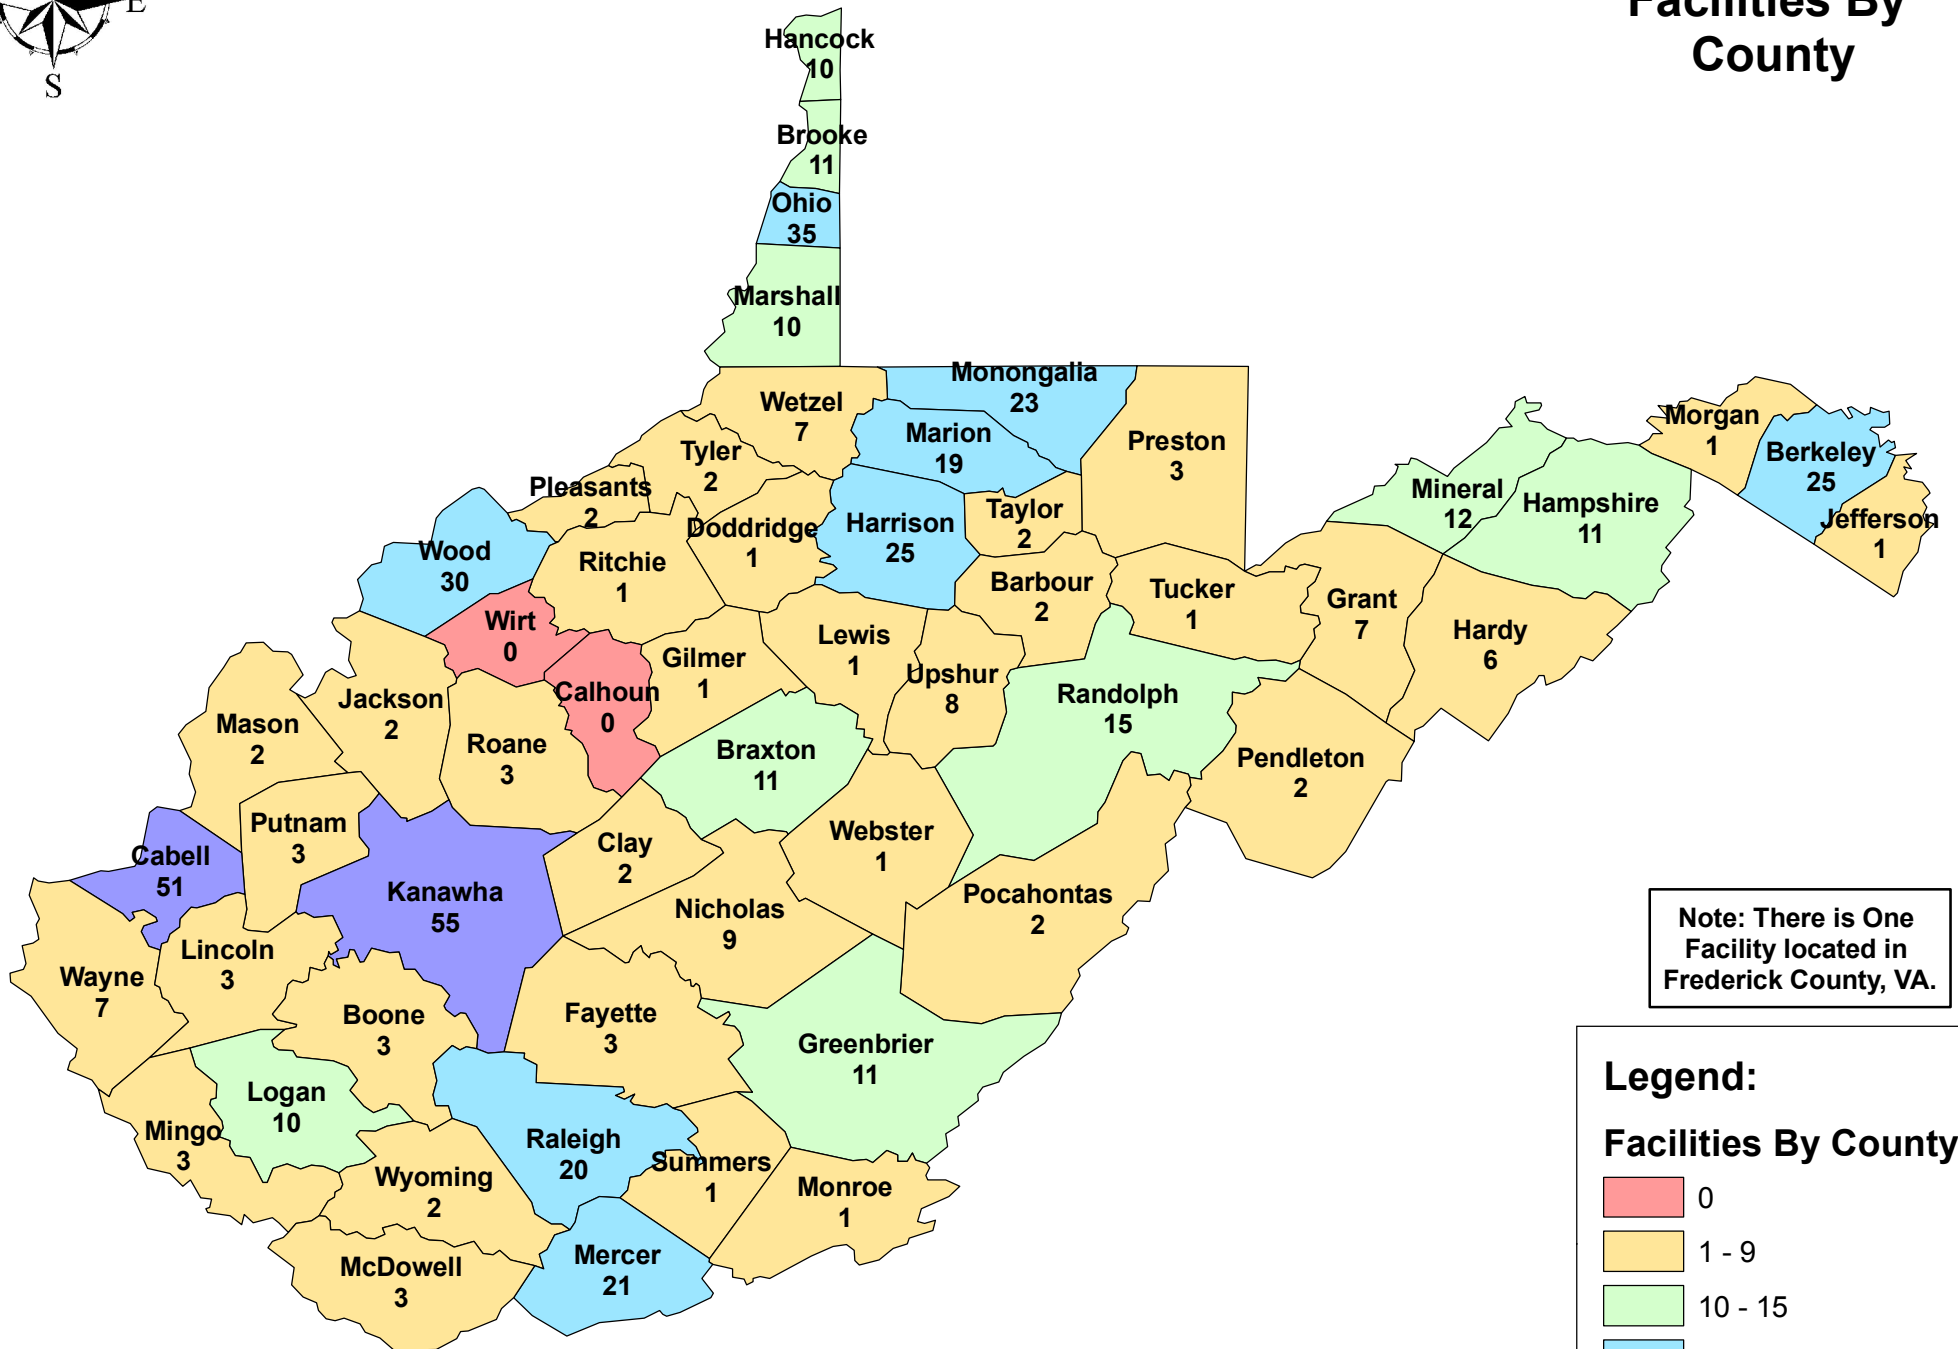 E
S
Facilities By
County
Hancock
10
Brooke
11
Ohio
35
Marshall
10
Wetzel
7
Monongalia
23
Marion
19
Preston
3
Tyler
2
Pleasants
2
Doddridge
1
Harrison
25
Taylor
2
Morgan
1
Berkeley
25
Jefferson
1
Mineral
12
Hampshire
11
Wood
30
Ritchie
1
Barbour
2
Tucker
1
Grant
7
Hardy
6
Wirt
0
Calhoun
0
Gilmer
1
Lewis
1
Upshur
8
Randolph
15
Pendleton
2
Mason
2
Jackson
2
Roane
3
Braxton
11
Putnam
3
Cabell
51
Kanawha
55
Clay
2
Webster
1
Nicholas
9
Pocahontas
2
Wayne
7
Lincoln
3
Boone
3
Fayette
3
Greenbrier
11
Logan
10
Mingo
3
Raleigh
20
Summers
1
Wyoming
2
Monroe
1
McDowell
3
Mercer
21
Note: There is One
Facility located in
Frederick County, VA.
Legend:
Facilities By County
0
1 - 9
10 - 15